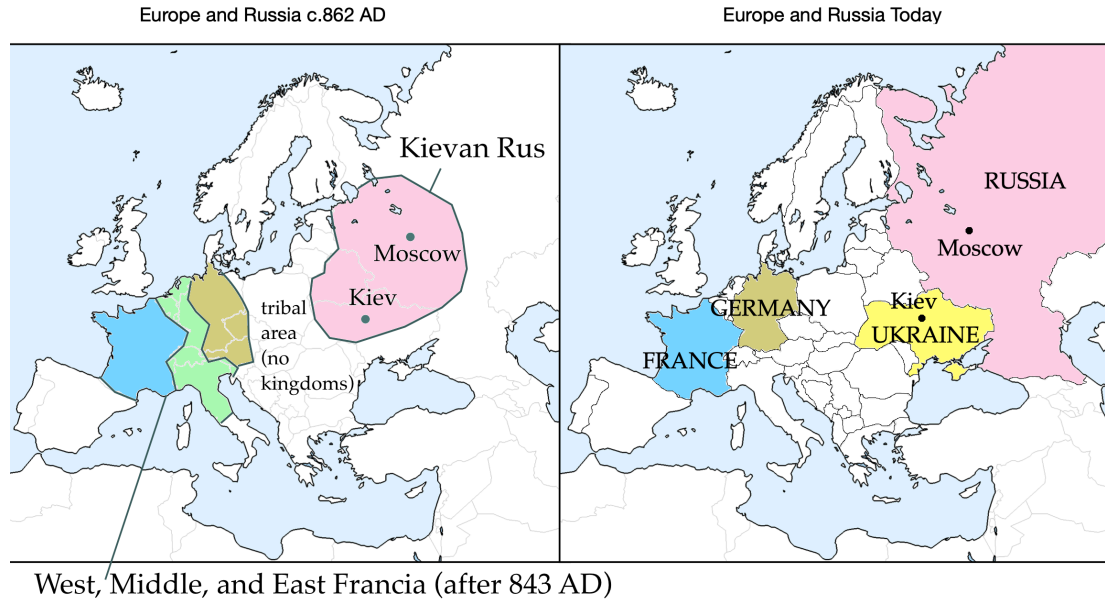 Europe and Russia c.862 AD
Europe and Russia Today
Kievan Rus
Moscow
Kiev
tribal
area
(no
kingdoms)
West, Middle, and East Francia (after 843 AD)
RUSSIA
Moscow
Kiev
GERMANY
UKRAINE
FRANCE